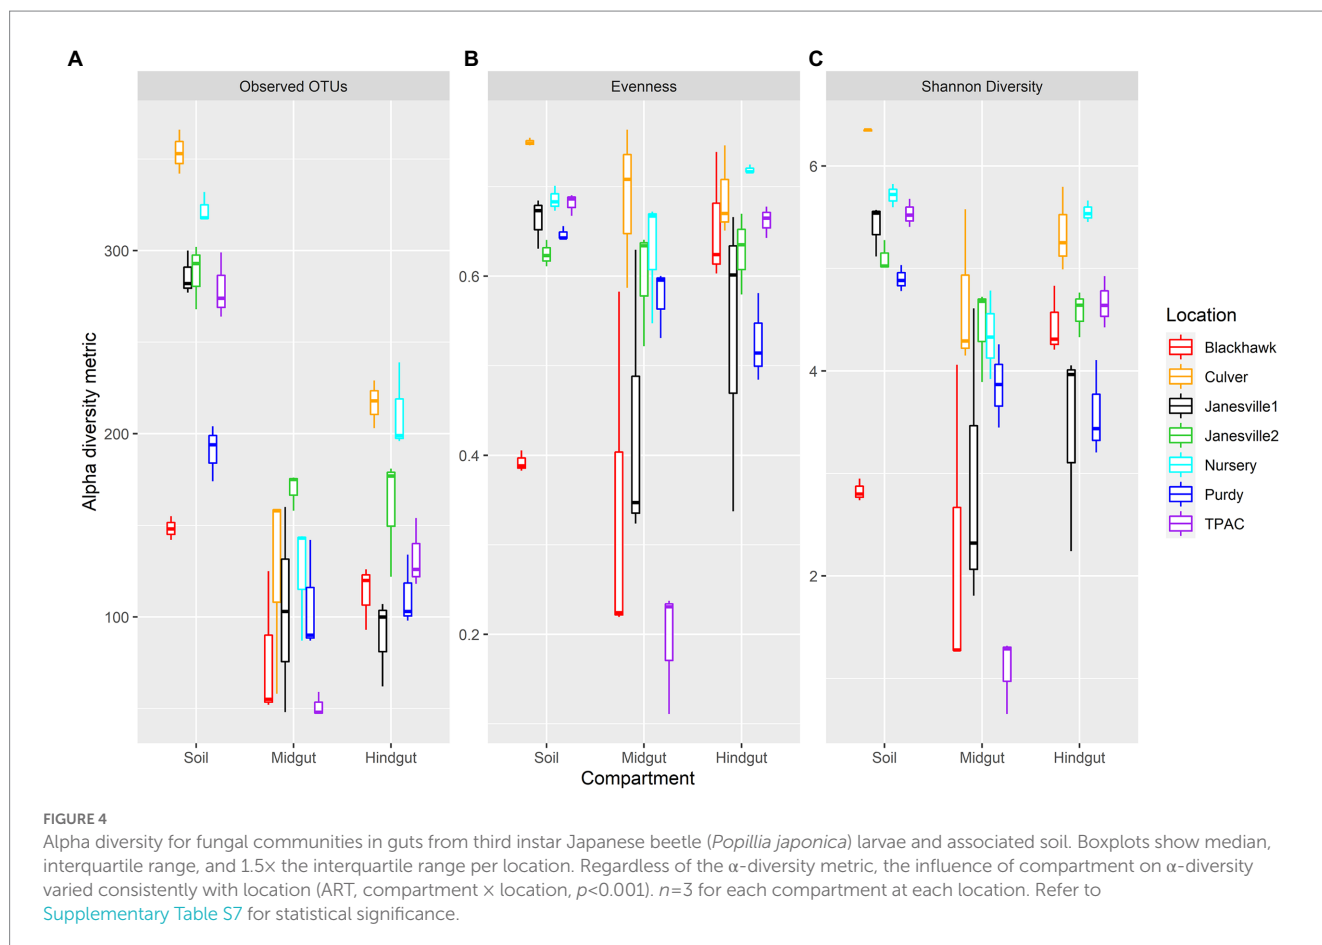 A
B
C
Observed OTUs
Evenness
Shannon Diversity
Alpha diversity metric
300
200
100
0.6
0.4
0.2
6
4
2
Soil
Midgut
Hindgut
Soil
Midgut
Hindgut
Soil
Midgut
Hindgut
Compartment
Location
Blackhawk
Culver
Janesville1
Janesville2
Nursery
Purdy
TPAC
FIGURE 4
Alpha diversity for fungal communities in guts from third instar Japanese beetle (Popillia japonica) larvae and associated soil. Boxplots show median,
interquartile range, and 1.5× the interquartile range per location. Regardless of the α-diversity metric, the influence of compartment on α-diversity
varied consistently with location (ART, compartment × location, p<0.001). n=3 for each compartment at each location. Refer to
Supplementary Table S7 for statistical significance.